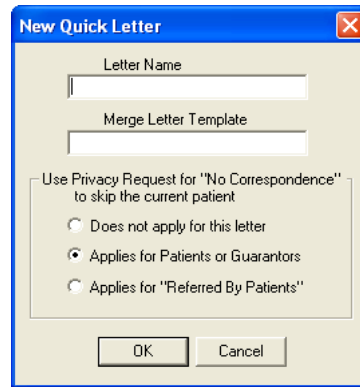 New Quick Letter
Letter Name
Merge Letter Template
Use Privacy Request for "No Correspondence"
to skip the current patient
Does not apply for this letter
Applies for Patients or Guarantors
Applies for "Referred By Patients"
OK Cancel